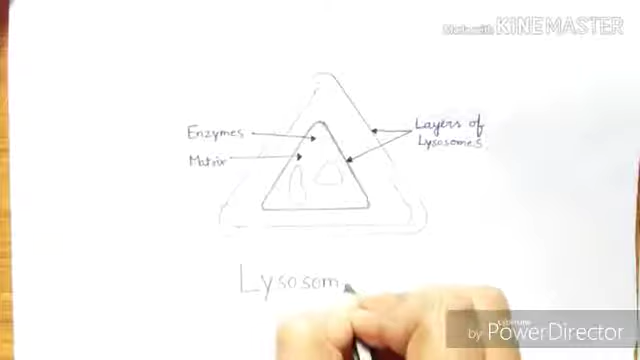 Made with KINEMASTER
Enzymes
Matrix
Layers of
Lysosomes
Lysosom
by PowerDirector